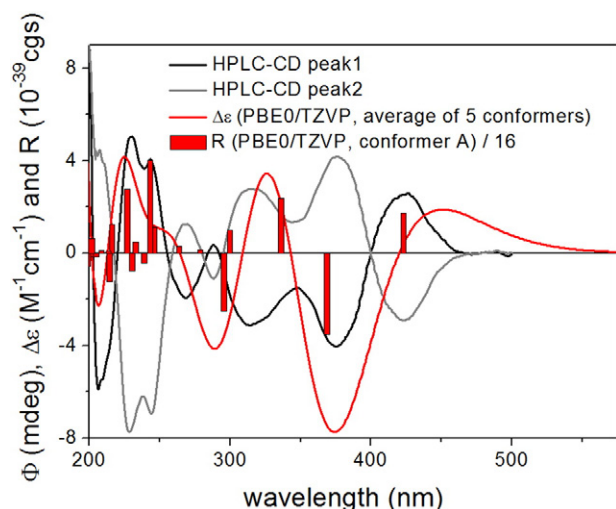 HPLC-CD peak1
HPLC-CD peak2
Δε (PBE0/TZVP, average of 5 conformers)
R (PBE0/TZVP, conformer A) / 16
8
4
0
-4
-8
Φ (mdeg), Δε (M⁻¹cm⁻¹) and R (10⁻³⁹cgs)
200 300 400 500
wavelength (nm)